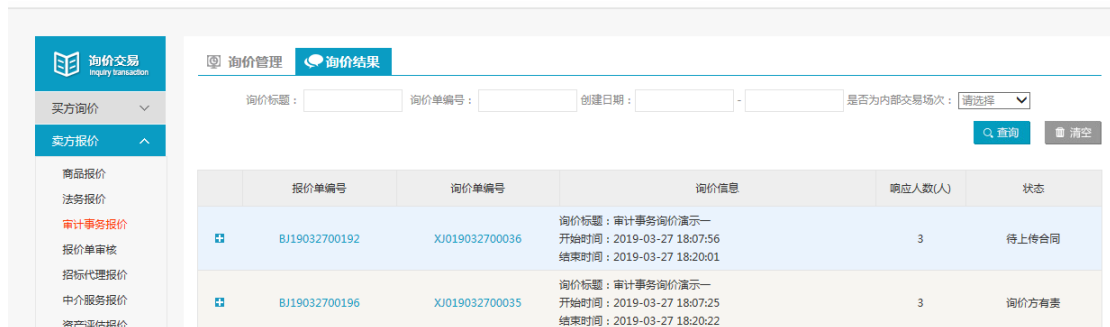 询价交易
Inquiry transaction
买方询价
卖方报价
商品报价
法务报价
审计事务报价
报价单审核
招标代理报价
中介服务报价
资产评估报价
询价管理 询价结果
询价标题： 询价单编号： 创建日期： - 是否为内部交易场次： 请选择
查询 清空
报价单编号 询价单编号 询价信息 响应人数(人) 状态
询价标题：审计事务询价演示一
BJ19032700192 XJ019032700036 开始时间：2019-03-27 18:07:56 3 待上传合同
结束时间：2019-03-27 18:20:01
询价标题：审计事务询价演示一
BJ19032700196 XJ019032700035 开始时间：2019-03-27 18:07:25 3 询价方有责
结束时间：2019-03-27 18:20:22